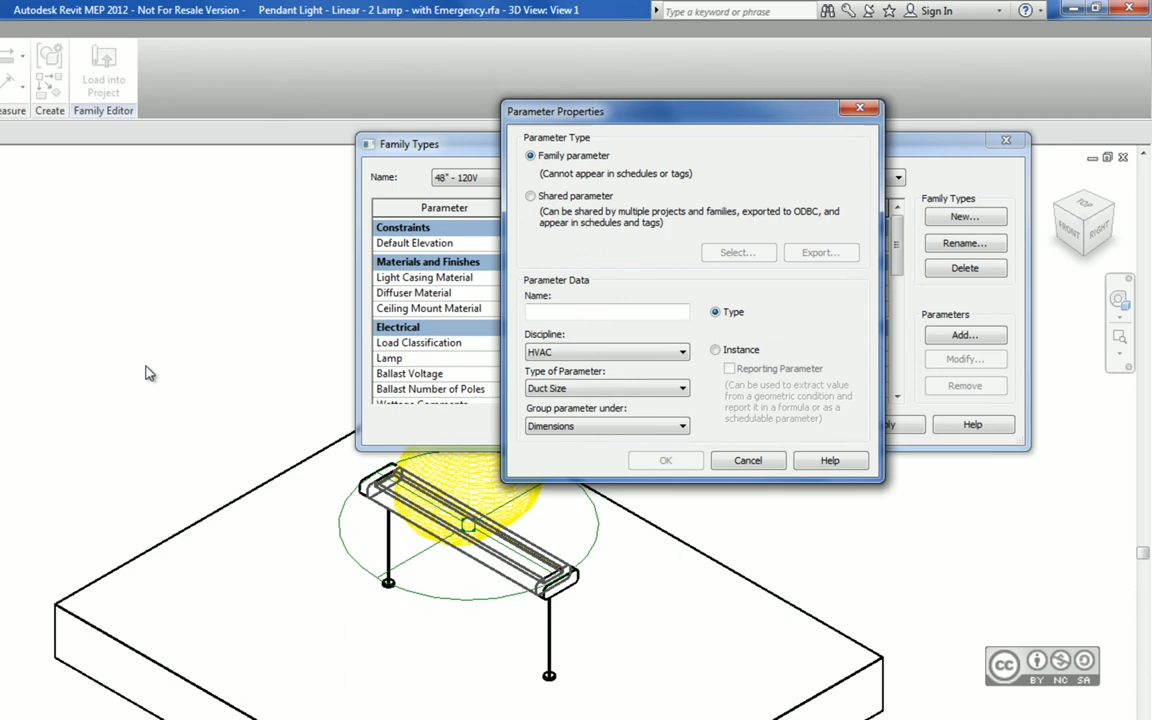 Autodesk Revit MEP 2012 - Not For Resale Version - Pendant Light - Linear - 2 Lamp - with Emergency.rfa - 3D View: View 1
Type a keyword or phrase
Sign In
Load into
Project
Create
Family Editor
Parameter Properties
Parameter Type
Family parameter
(Cannot appear in schedules or tags)
Shared parameter
(Can be shared by multiple projects and families, exported to ODBC, and
appear in schedules and tags)
Select...
Export...
Parameter Data
Name:
Type
Discipline:
HVAC
Instance
Type of Parameter:
Reporting Parameter
Duct Size
(Can be used to extract value
from a geometric condition and
report it in a formula or as a
schedulable parameter)
Group parameter under:
Dimensions
OK
Cancel
Help
Family Types
Name:
48" - 120V
Parameter
Constraints
Default Elevation
Materials and Finishes
Light Casing Material
Diffuser Material
Ceiling Mount Material
Electrical
Load Classification
Lamp
Ballast Voltage
Ballast Number of Poles
Wattage Comments
Family Types
New...
Rename...
Delete
Parameters
Add...
Modify...
Remove
Help
TOP
FRONT
RIGHT
cc
BY NC SA